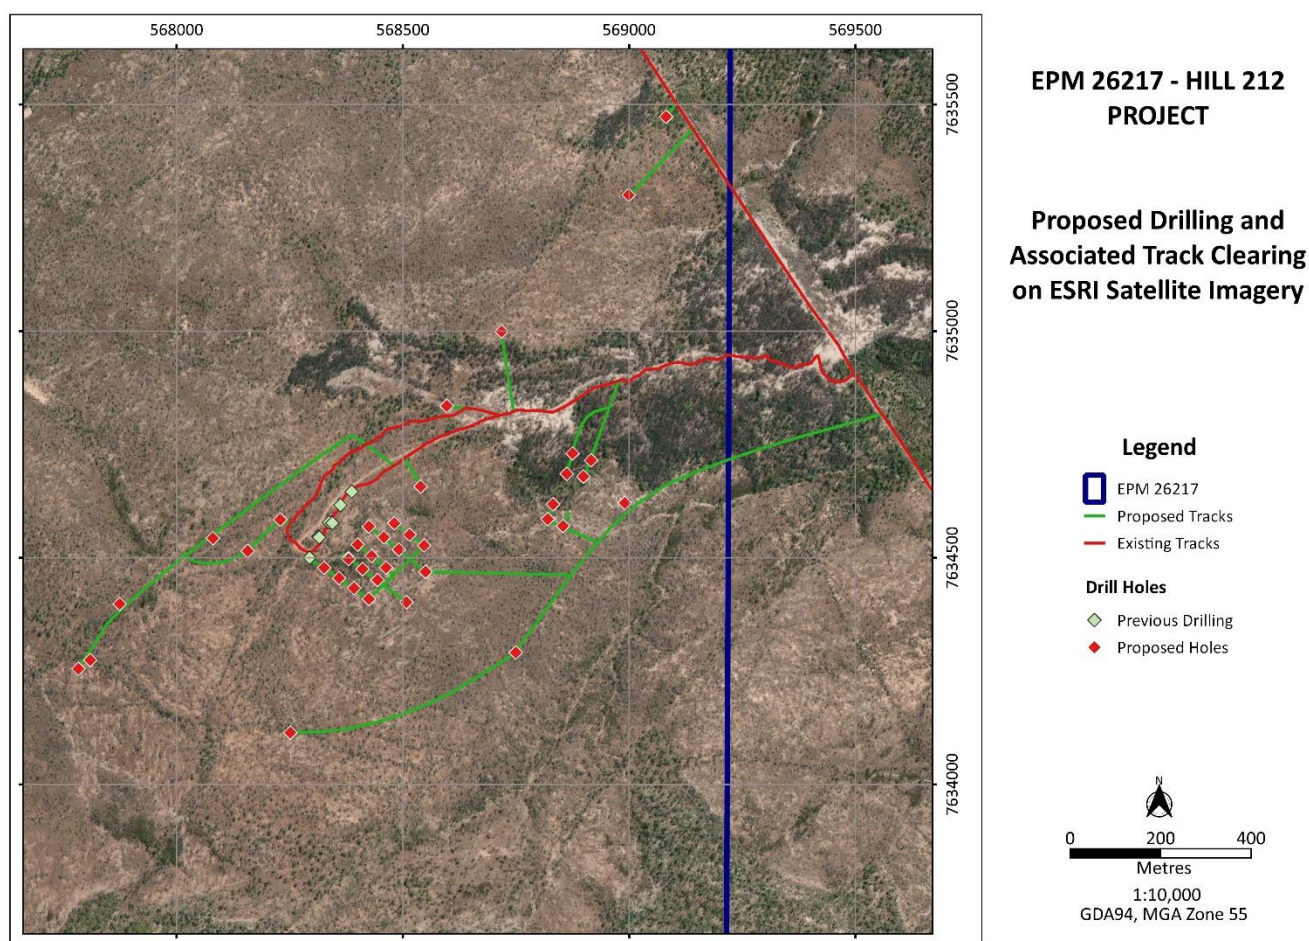 568000
568500
569000
569500
7635500
7635000
7634500
7634000
EPM 26217 - HILL 212
PROJECT
Proposed Drilling and
Associated Track Clearing
on ESRI Satellite Imagery
Legend
EPM 26217
Proposed Tracks
Existing Tracks
Drill Holes
Previous Drilling
Proposed Holes
N
0 200 400
Metres
1:10,000
GDA94, MGA Zone 55